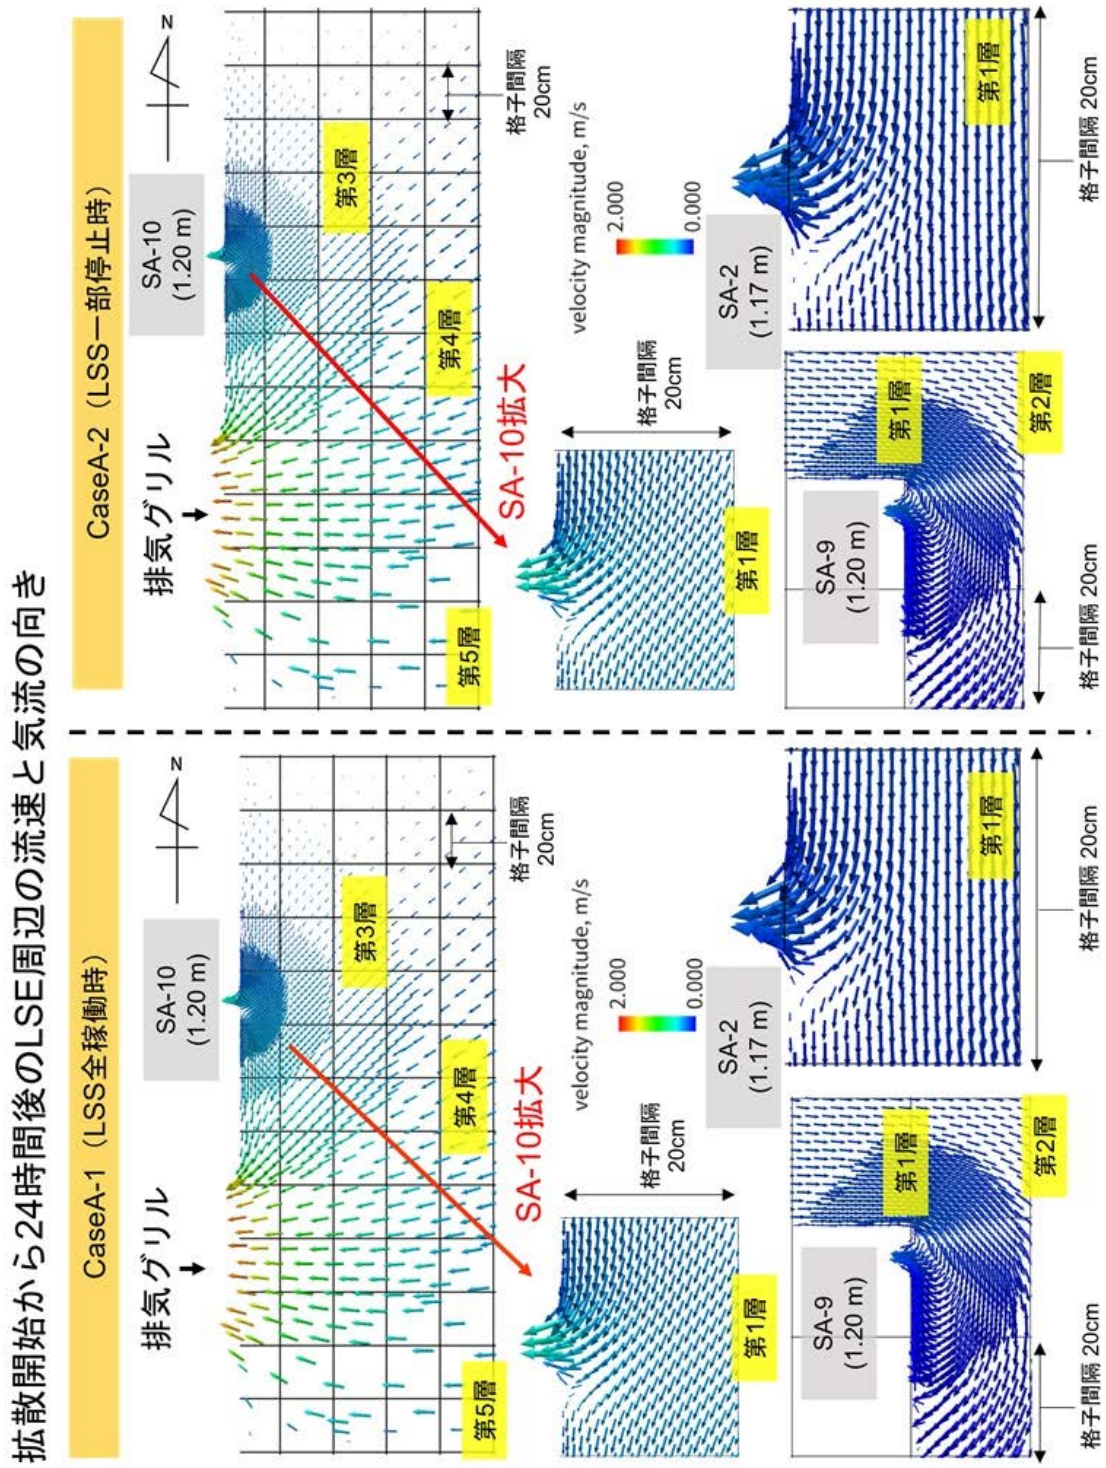 拡散開始から24時間後のLSE周辺の流速と気流の向き
CaseA-1（LSS全稼働時）
排気グリル
SA-10
(1.20 m)
N
第3層
第4層
第5層
格子間隔
20cm
SA-10拡大
第1層
格子間隔
20cm
velocity magnitude, m/s
2.000
0.000
SA-9
(1.20 m)
第1層
第2層
格子間隔 20cm
SA-2
(1.17 m)
第1層
格子間隔 20cm
CaseA-2（LSS一部停止時）
排気グリル
SA-10
(1.20 m)
N
第3層
第4層
第5層
格子間隔
20cm
SA-10拡大
第1層
格子間隔
20cm
velocity magnitude, m/s
2.000
0.000
SA-9
(1.20 m)
第1層
第2層
格子間隔 20cm
SA-2
(1.17 m)
第1層
格子間隔 20cm